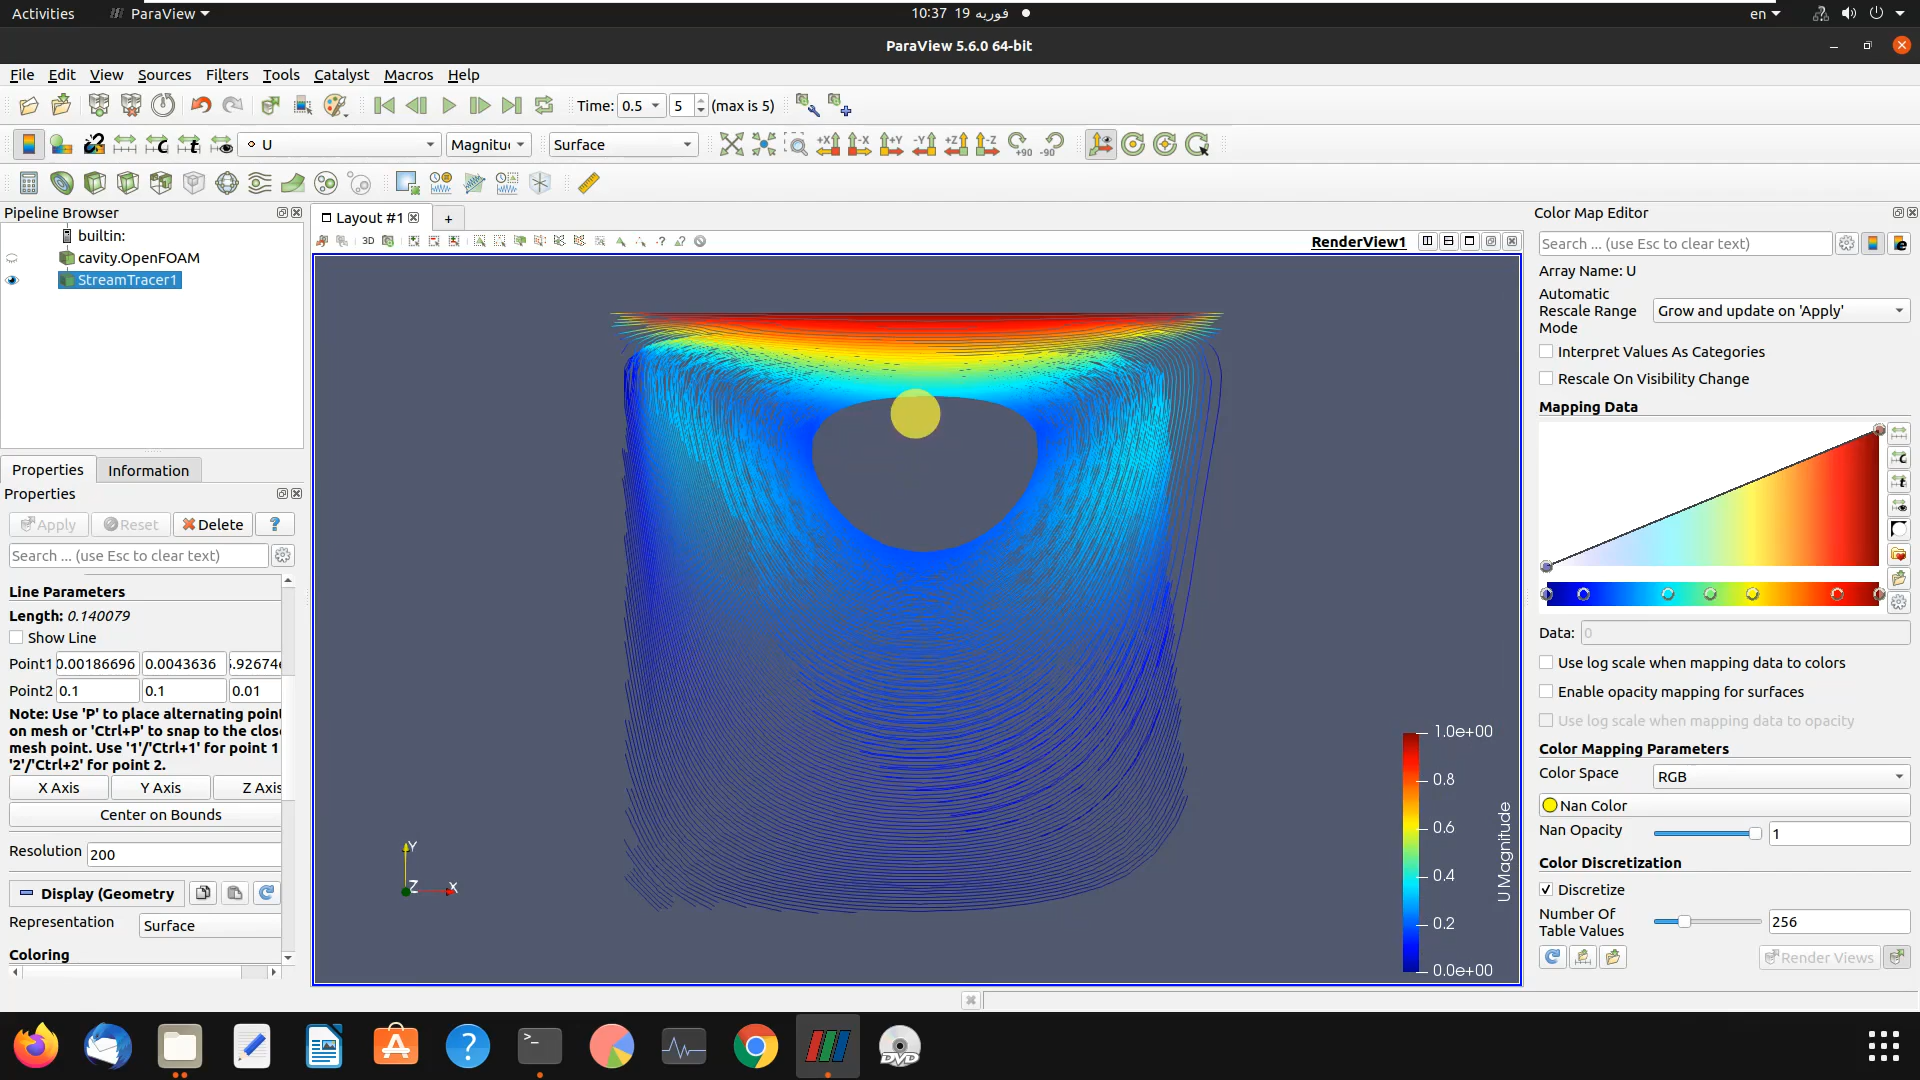 Activities
ParaView
10:37 19 فوریه
en
ParaView 5.6.0 64-bit
File Edit View Sources Filters Tools Catalyst Macros Help
Time: 0.5 5 (max is 5)
U
Magnituc
Surface
+X -X +Y -Y +Z -Z +90 -90
Pipeline Browser
builtin:
cavity.OpenFOAM
StreamTracer1
Properties Information
Properties
Apply Reset Delete ?
Search ... (use Esc to clear text)
Line Parameters
Length: 0.140079
Show Line
Point1 0.00186696 0.0043636
Point2 0.1 0.1 0.01
Note: Use 'P' to place alternating poin
on mesh or 'Ctrl+P' to snap to the clos
mesh point. Use '1'/'Ctrl+1' for point 1
'2'/'Ctrl+2' for point 2.
X Axis Y Axis Z Axis
Center on Bounds
Resolution 200
Display (Geometry
Representation Surface
Coloring
Layout #1 +
3D
RenderView1
Y
Z X
1.0e+00
0.8
0.6
0.4
0.2
0.0e+00
U Magnitude
Color Map Editor
Search ... (use Esc to clear text)
Array Name: U
Automatic
Rescale Range
Mode
Grow and update on 'Apply'
Interpret Values As Categories
Rescale On Visibility Change
Mapping Data
Data: 0
Use log scale when mapping data to colors
Enable opacity mapping for surfaces
Use log scale when mapping data to opacity
Color Mapping Parameters
Color Space RGB
Nan Color
Nan Opacity 1
Color Discretization
Discretize
Number Of
Table Values
256
Render Views
DVD